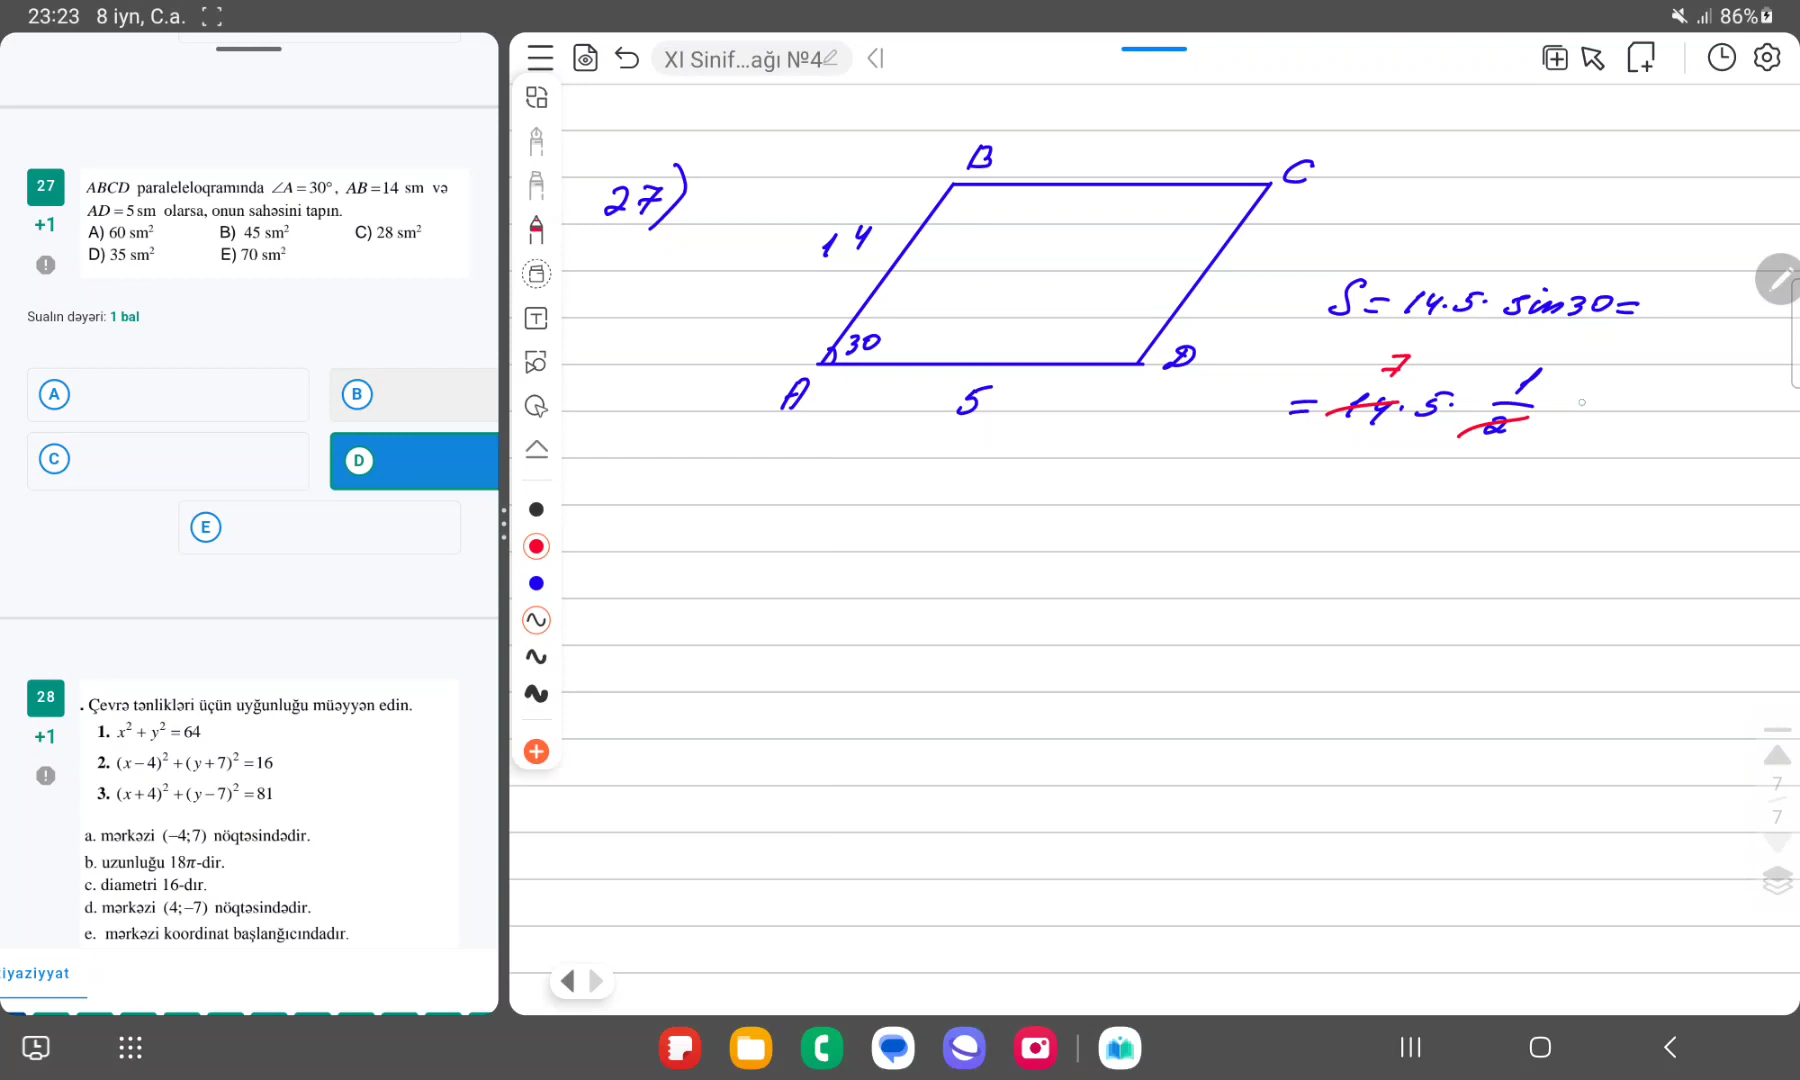 23:23 8 iyn, C.a. 86%
27
+1
ABCD paraleleloqramında ∠A = 30°, AB = 14 sm və
AD = 5 sm olarsa, onun sahəsini tapın.
A) 60 sm² B) 45 sm² C) 28 sm²
D) 35 sm² E) 70 sm²
Sualın dəyəri: 1 bal
A
B
C
D
E
28
+1
. Çevrə tənlikləri üçün uyğunluğu müəyyən edin.
1. x² + y² = 64
2. (x − 4)² + (y + 7)² = 16
3. (x + 4)² + (y − 7)² = 81
a. mərkəzi (−4;7) nöqtəsindədir.
b. uzunluğu 18π-dir.
c. diametri 16-dır.
d. mərkəzi (4;−7) nöqtəsindədir.
e. mərkəzi koordinat başlanğıcındadır.
iyaziyyat
XI Sinif...ağı №4
27)
B
C
14
30
A
5
D
S = 14 · 5 · sin30 =
7
= 14 · 5 · 1/2
7
7